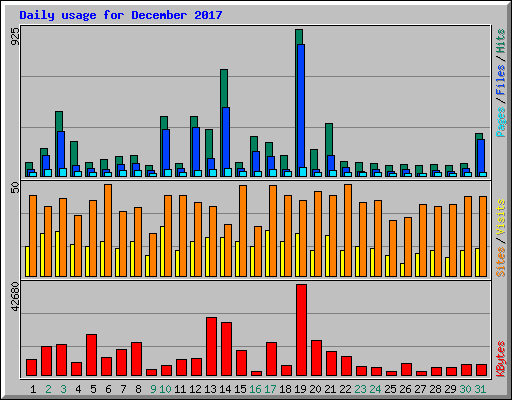 Daily usage for December 2017
925
Pages / Files / Hits
50
Sites / Visits
42680
KBytes
1 2 3 4 5 6 7 8 9 10 11 12 13 14 15 16 17 18 19 20 21 22 23 24 25 26 27 28 29 30 31